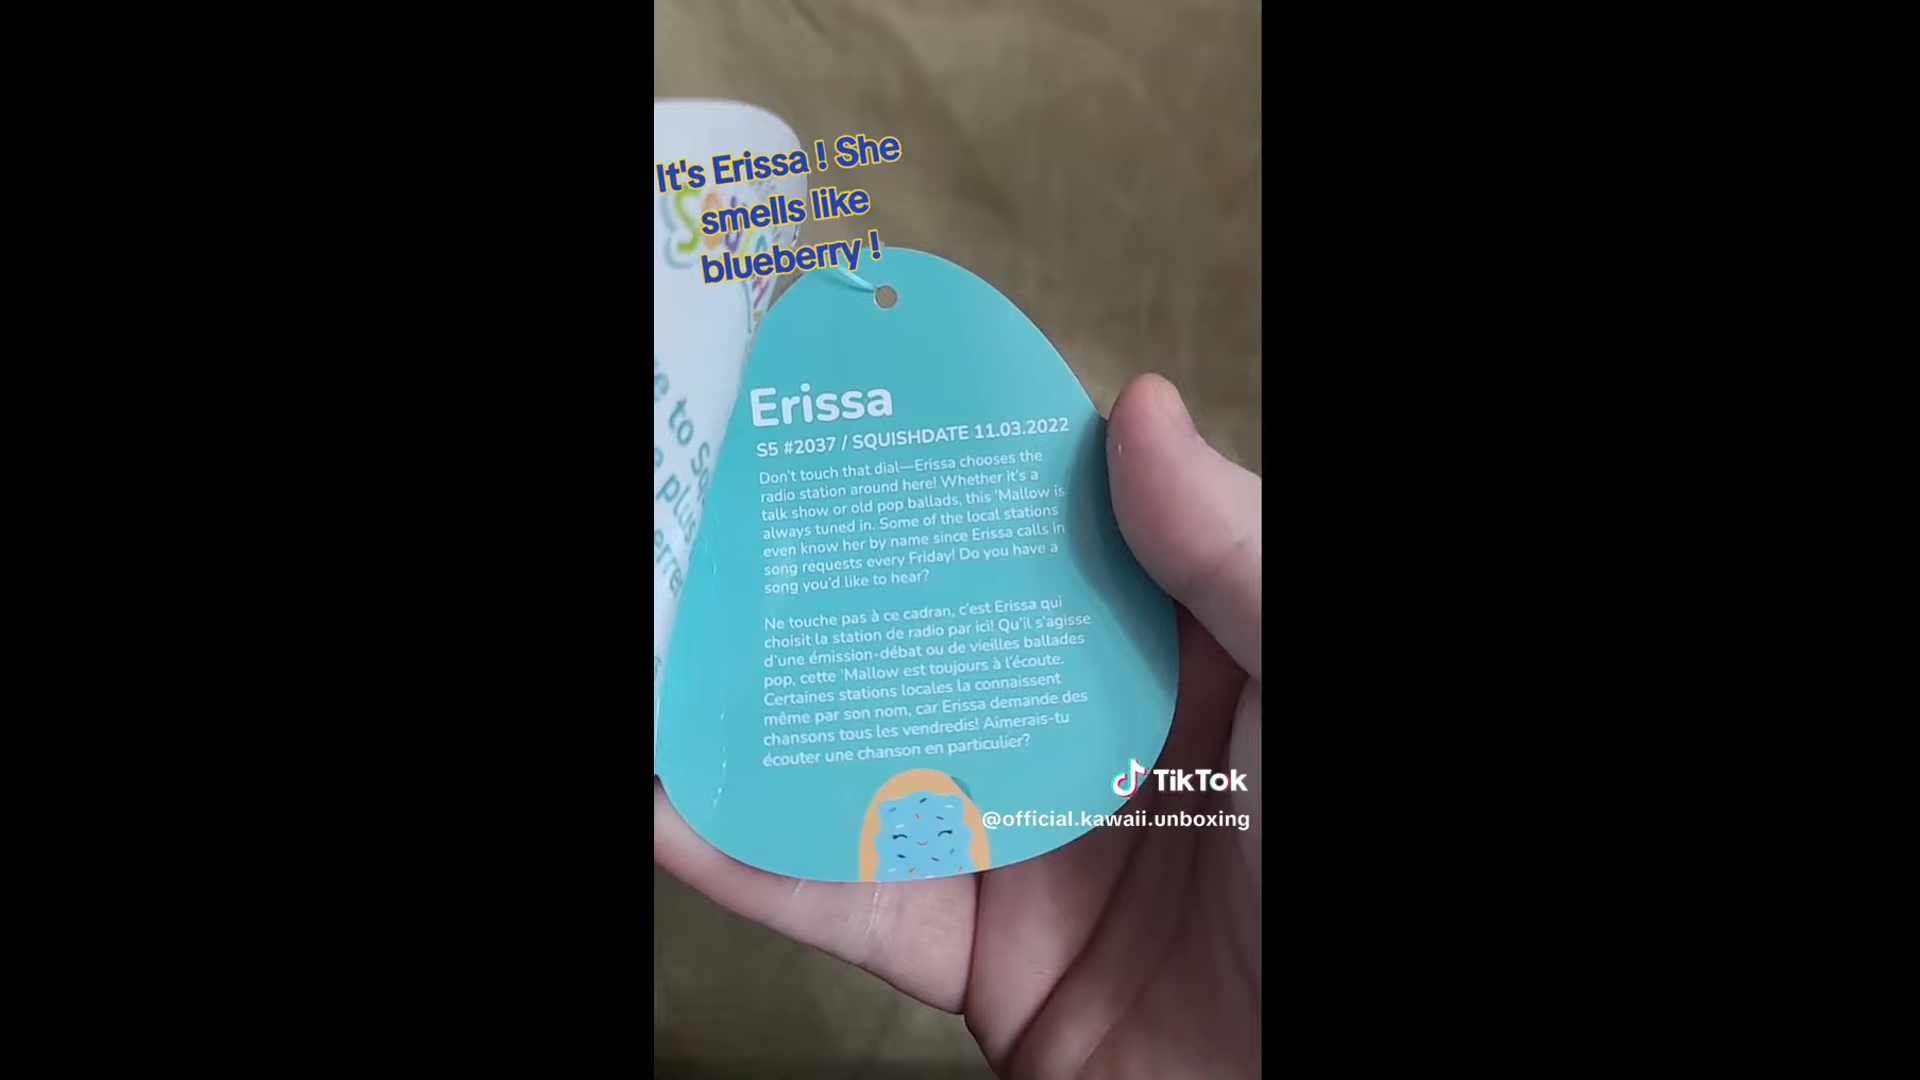 It's Erissa ! She
smells like
blueberry !
Erissa
S5 #2037 / SQUISHDATE 11.03.2022
Don't touch that dial—Erissa chooses the
radio station around here! Whether it's a
talk show or old pop ballads, this 'Mallow is
always tuned in. Some of the local stations
even know her by name since Erissa calls in
song requests every Friday! Do you have a
song you'd like to hear?
Ne touche pas à ce cadran, c'est Erissa qui
choisit la station de radio par ici! Qu'il s'agisse
d'une émission-débat ou de vieilles ballades
pop, cette 'Mallow est toujours à l'écoute.
Certaines stations locales la connaissent
même par son nom, car Erissa demande des
chansons tous les vendredis! Aimerais-tu
écouter une chanson en particulier?
to
plus
TikTok
@official.kawaii.unboxing